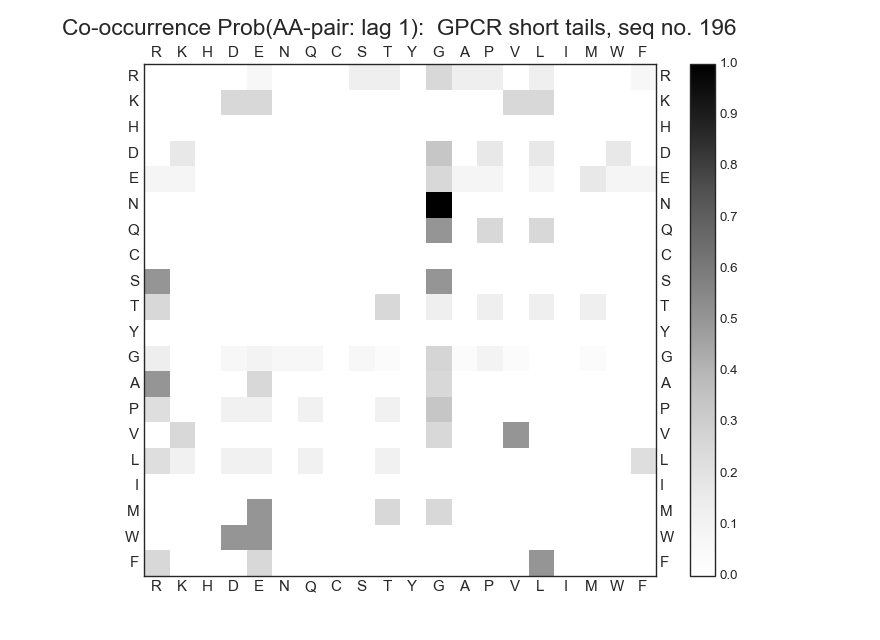 Co-occurrence Prob(AA-pair: lag 1):  GPCR short tails, seq no. 196
R K H D E N Q C S T Y G A P V L I M W F
R R
K K
H H
D D
E E
N N
Q Q
C C
S S
T T
Y Y
G G
A A
P P
V V
L L
I I
M M
W W
F F
R K H D E N Q C S T Y G A P V L I M W F
1.0
0.9
0.8
0.7
0.6
0.5
0.4
0.3
0.2
0.1
0.0